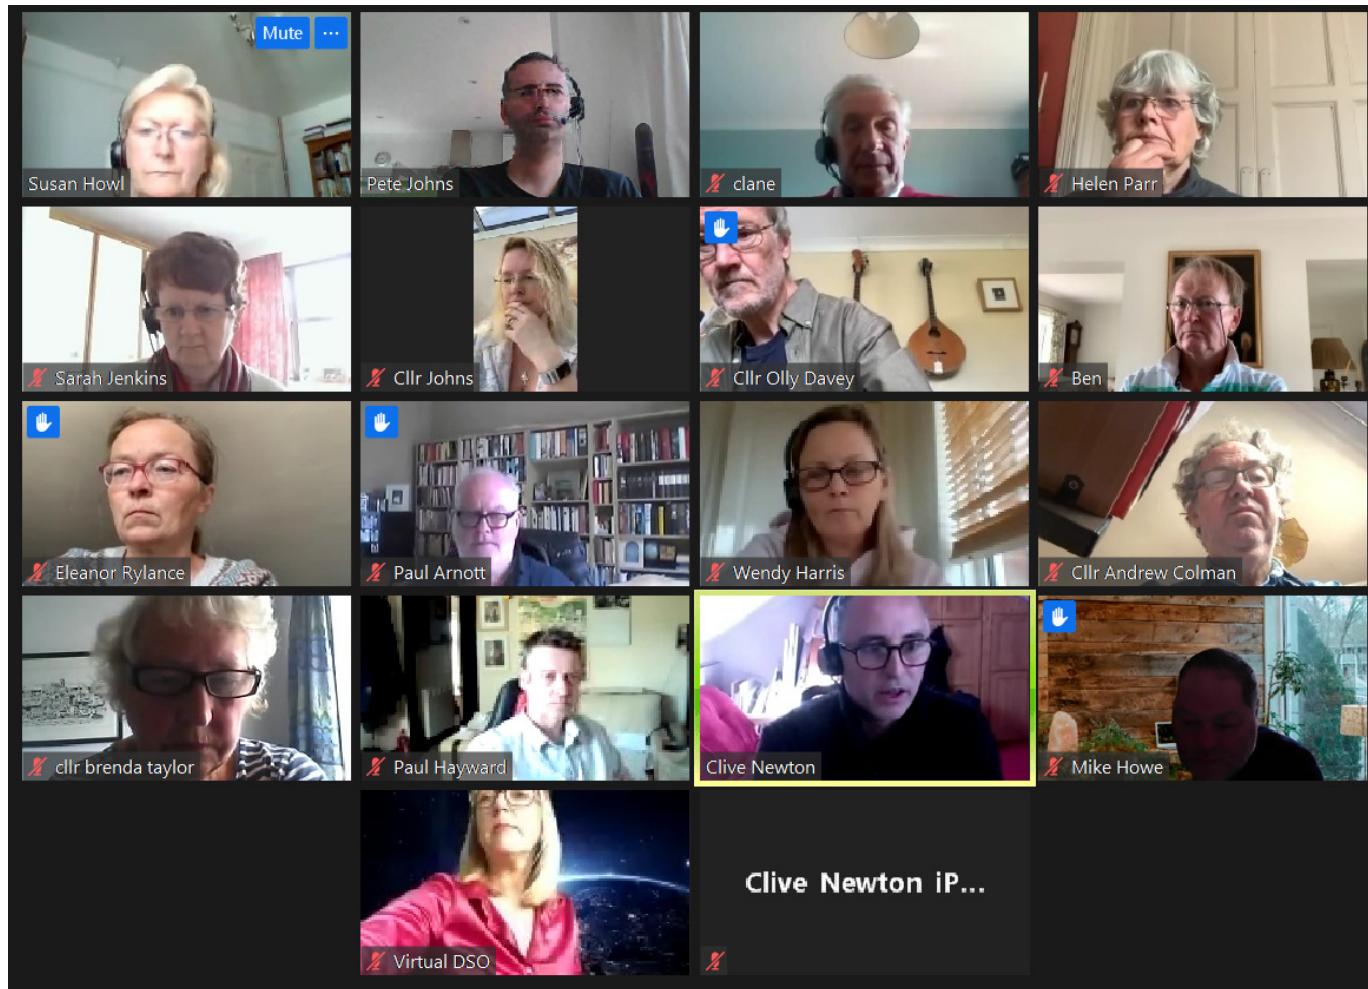 Mute
Susan Howl
Pete Johns
clane
Helen Parr
Sarah Jenkins
Cllr Johns
Cllr Olly Davey
Ben
Eleanor Rylance
Paul Arnott
Wendy Harris
Cllr Andrew Colman
cllr brenda taylor
Paul Hayward
Clive Newton
Mike Howe
Virtual DSO
Clive Newton iP...